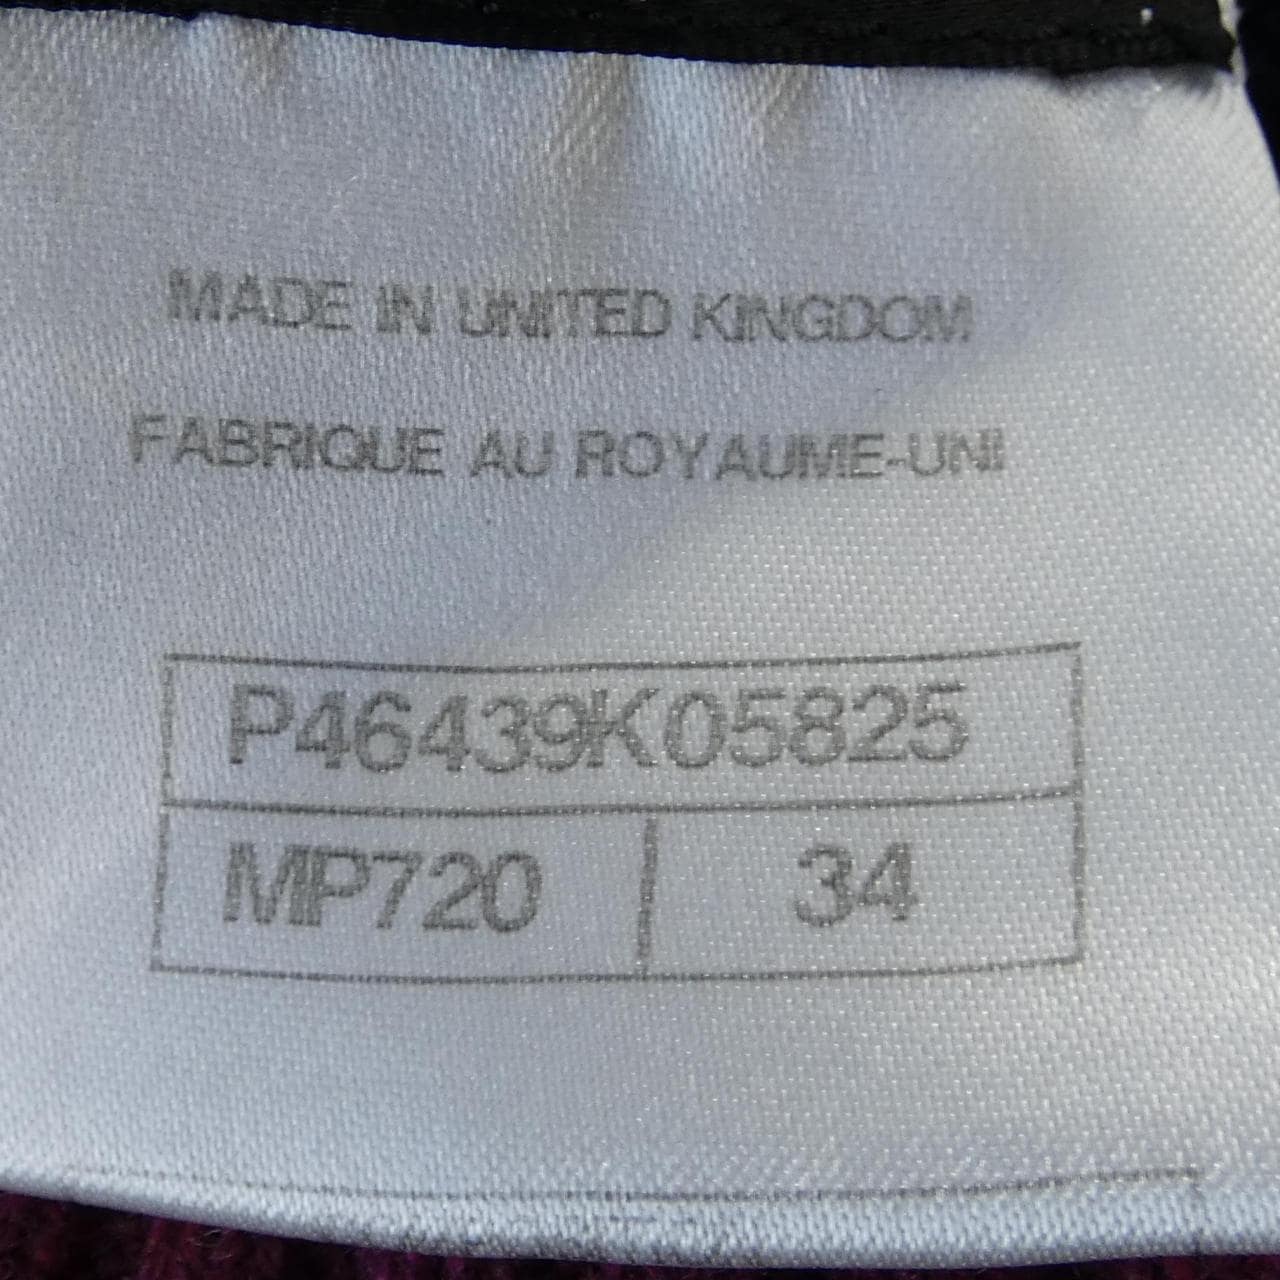 MADE IN UNITED KINGDOM
FABRIQUE AU ROYAUME-UNI
P46439K05825
MP720 34